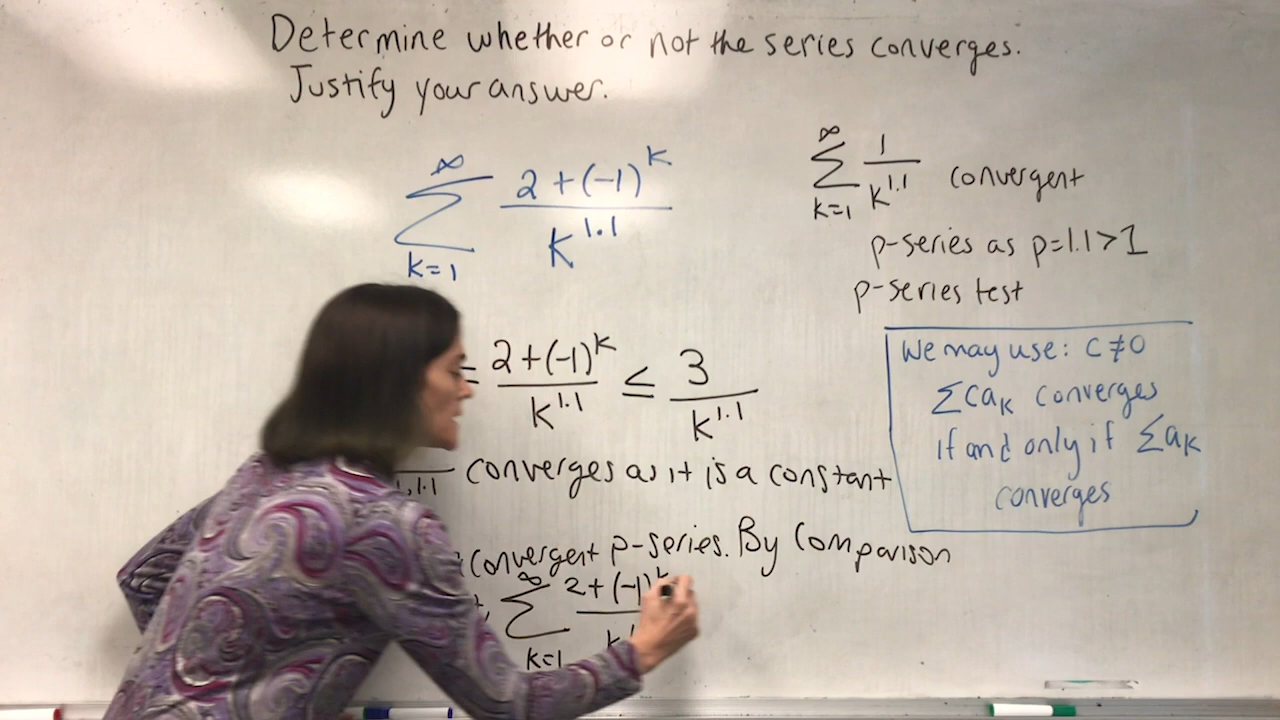 Determine whether or not the series converges.
Justify your answer.
∞
∑ (2+(-1)^k)/(k^1.1)
k=1
∞
∑ 1/(k^1.1) convergent
k=1
p-series as p=1.1>1
p-series test
We may use: c≠0
∑ca_k converges
if and only if ∑a_k
converges
(2+(-1)^k)/(k^1.1) ≤ 3/(k^1.1)
converges as it is a constant
convergent p-series. By Comparison
∞
∑ 2+(-1)
k=1